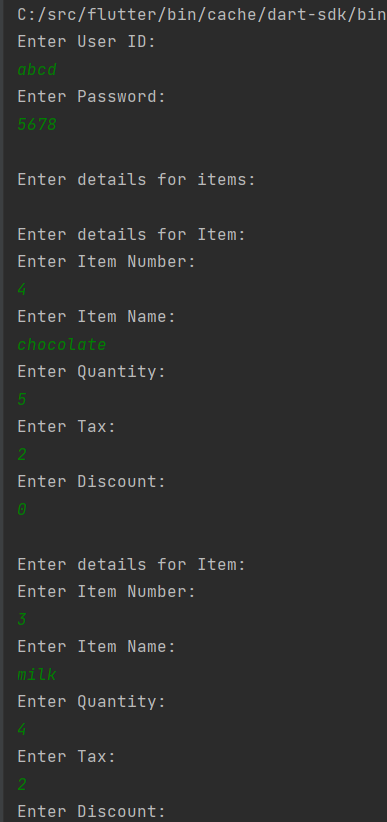 C:/src/flutter/bin/cache/dart-sdk/bin
Enter User ID:
abcd
Enter Password:
5678
Enter details for items:
Enter details for Item:
Enter Item Number:
4
Enter Item Name:
chocolate
Enter Quantity:
5
Enter Tax:
2
Enter Discount:
0
Enter details for Item:
Enter Item Number:
3
Enter Item Name:
milk
Enter Quantity:
4
Enter Tax:
2
Enter Discount: